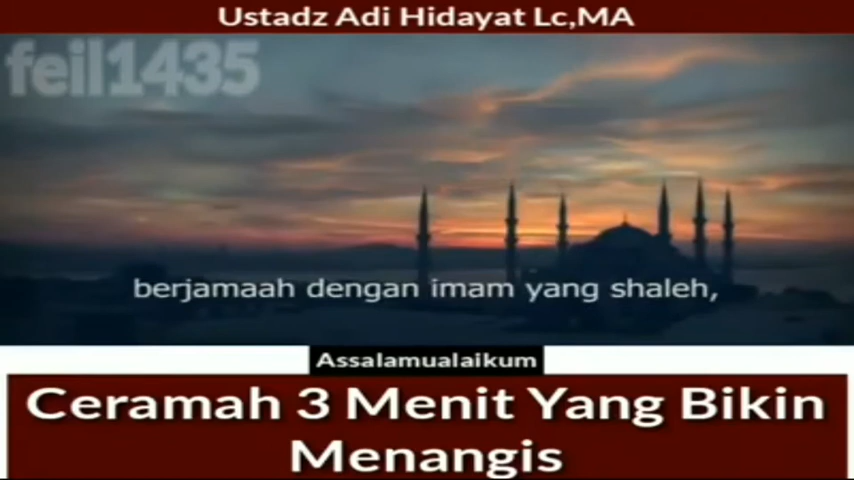 Ustadz Adi Hidayat Lc,MA
feil1435
berjamaah dengan imam yang shaleh,
Assalamualaikum
Ceramah 3 Menit Yang Bikin
Menangis